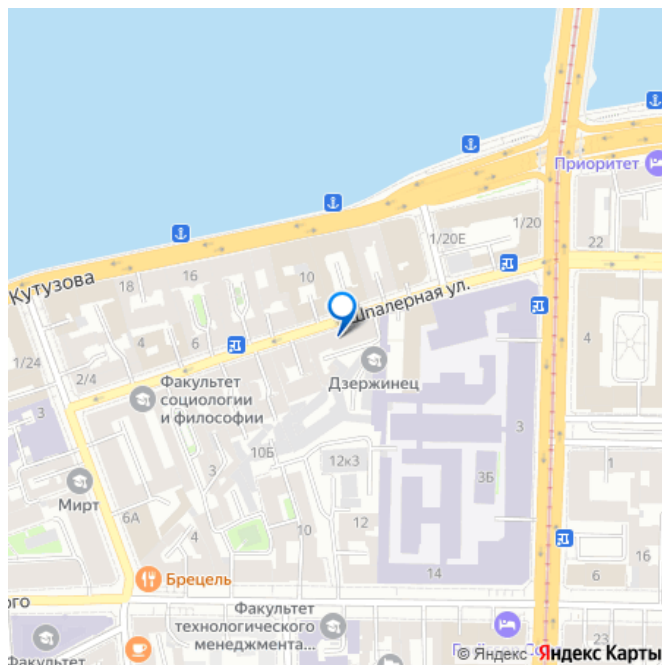 Приоритет
1/20
1/20Е
22
Кутузова
18
16
10
Шпалерная ул.
4
6
4
1/24
2/4
Дзержинец
Факультет
социологии
и философии
3
3
10Б
3
12к3
3Б
1
Мирт
6А
4
10
12
16
14
6
Брецель
ого
Факультет
технологического
менеджмента...
23
Факультет
© Яндекс Яндекс Карты